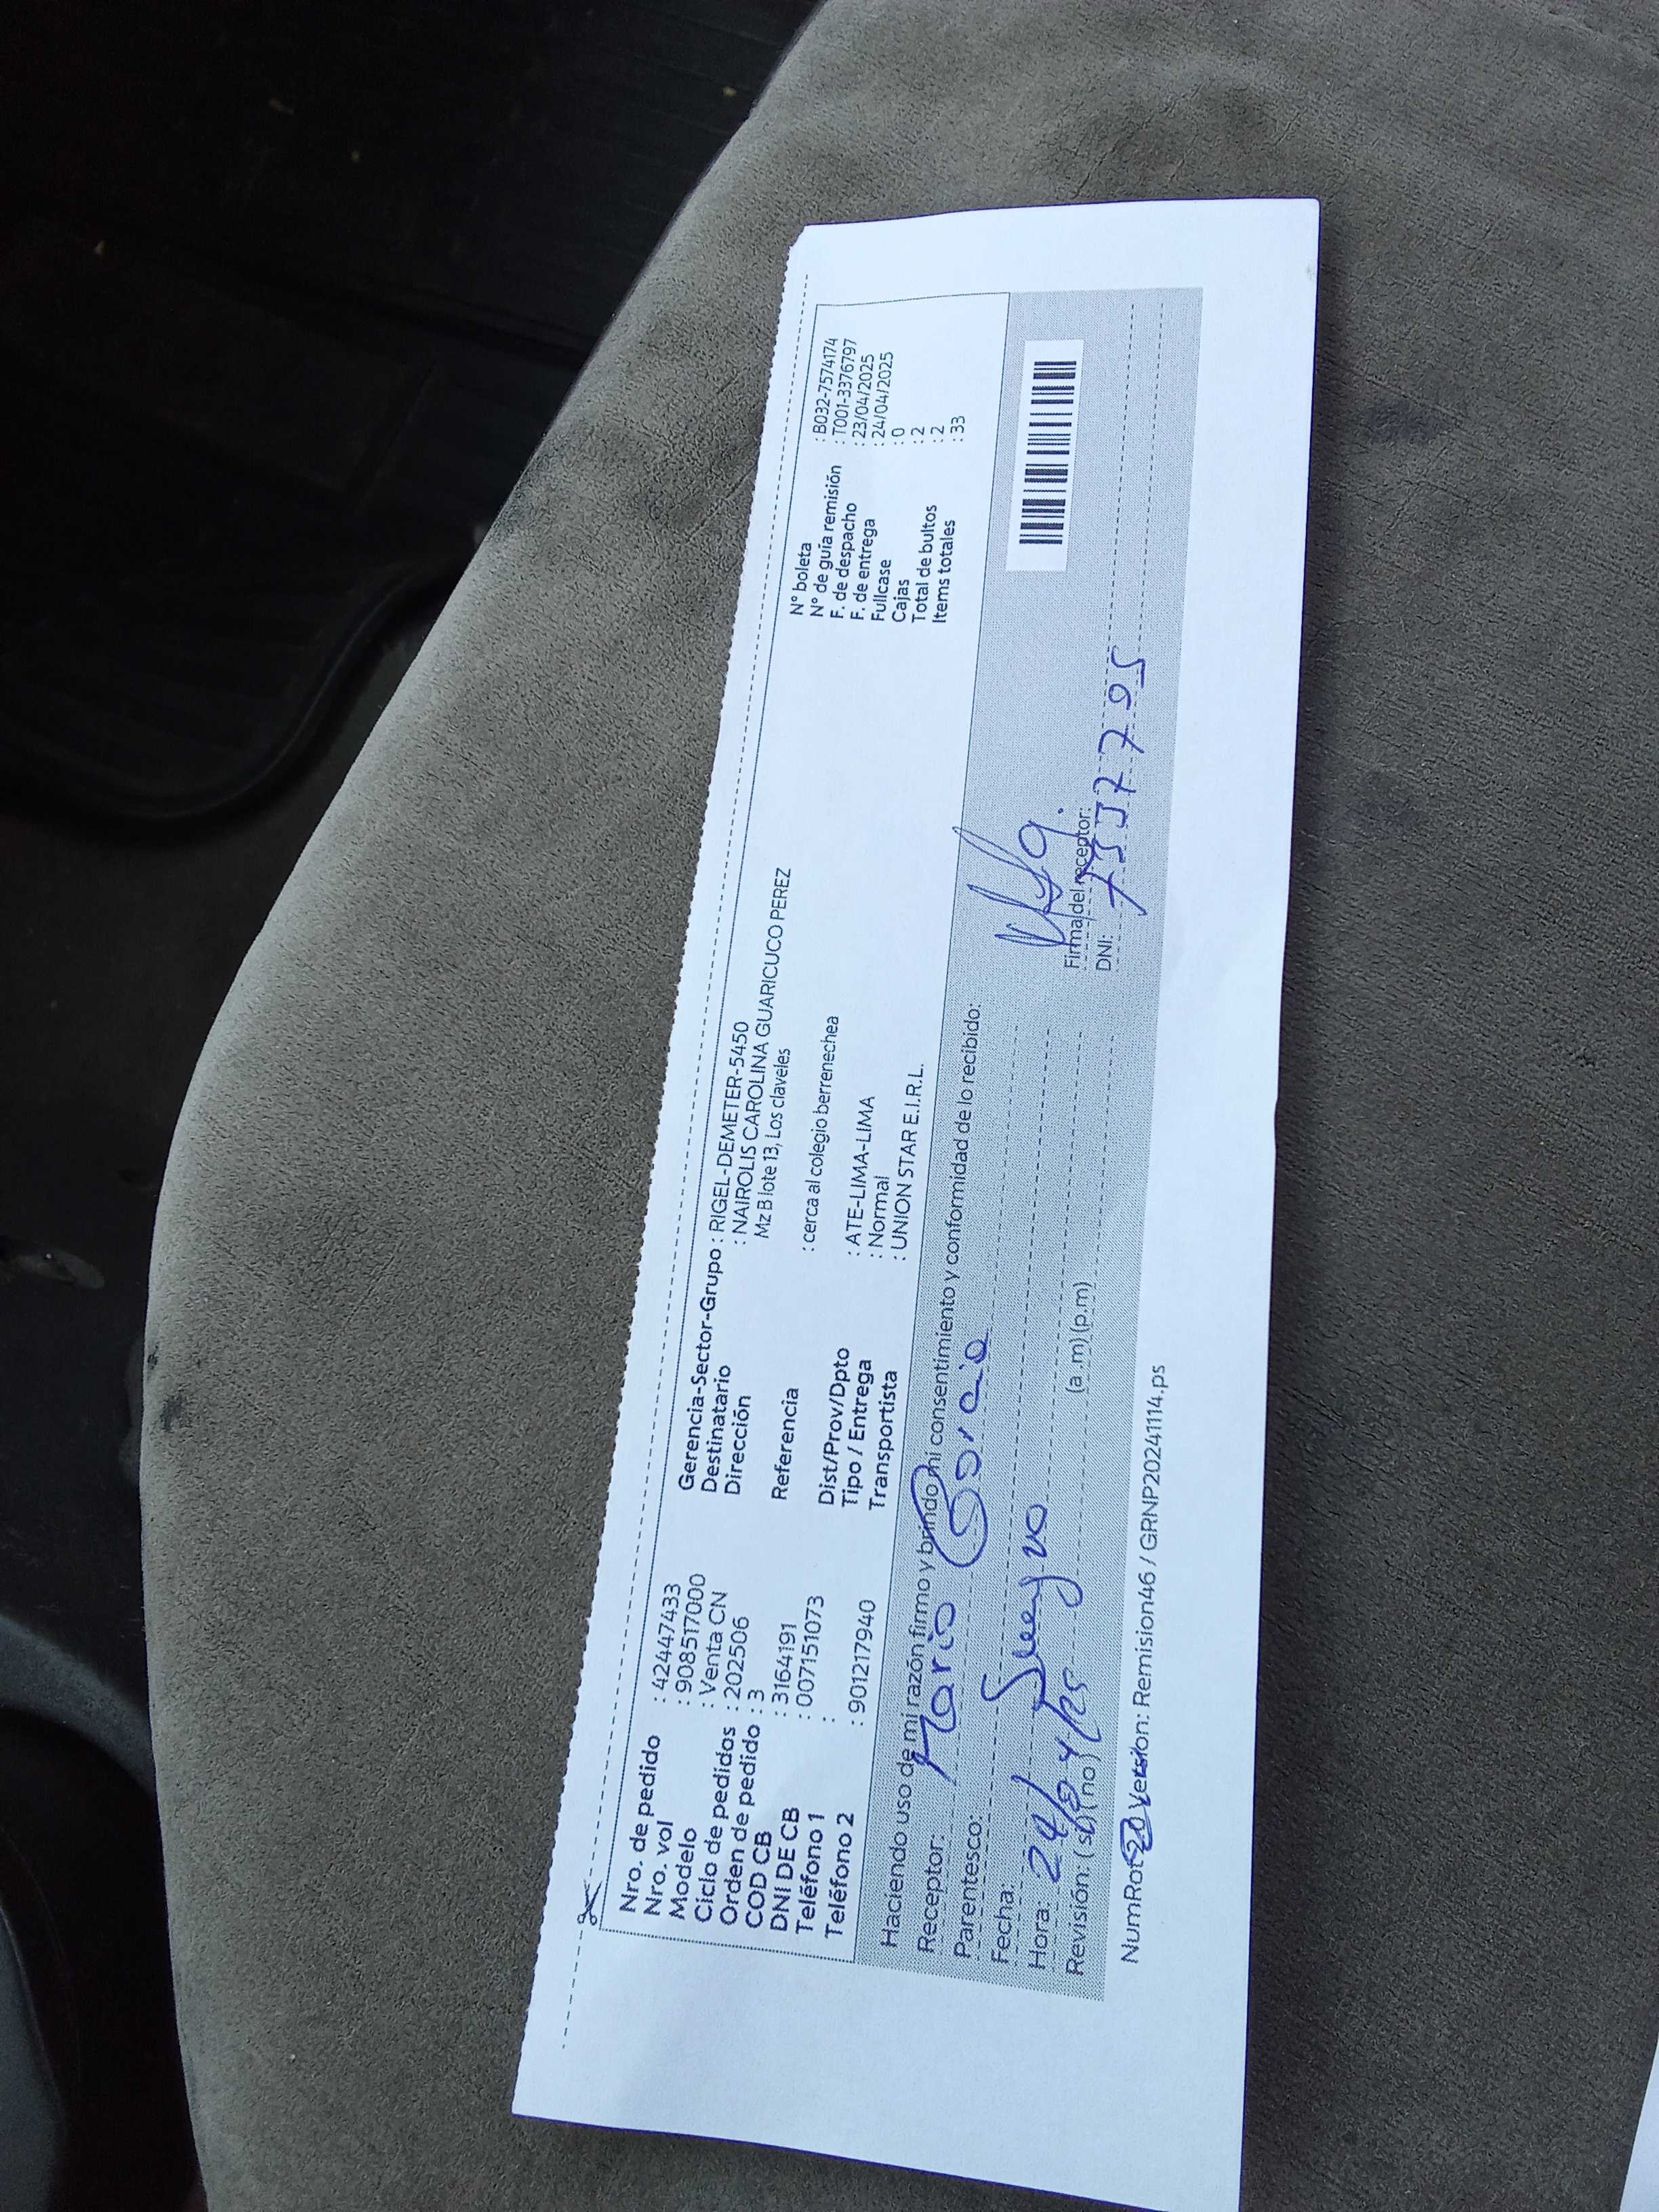 Nro. de pedido : 42447433
Nro. vol : 908517000
Modelo : Venta CN
Ciclo de pedidos : 202506
Orden de pedido : 3
COD CB : 3164191
DNI DE CB : 007151073
Teléfono 1 :
Teléfono 2 : 901217940
Gerencia-Sector-Grupo : RIGEL-DEMETER-5450
Destinatario : NAIROLIS CAROLINA GUARICUCO PEREZ
Dirección Mz B lote 13, Los claveles
Referencia : cerca al colegio berrenechea
Dist/Prov/Dpto : ATE-LIMA-LIMA
Tipo / Entrega : Normal
Transportista : UNION STAR E.I.R.L.
N° boleta : B032-7574174
N° de guía remisión : T001-3376797
F. de despacho : 23/04/2025
F. de entrega : 24/04/2025
Fullcase : 0
Cajas : 2
Total de bultos : 2
Items totales : 33
Haciendo uso de mi razón firmo y brindo mi consentimiento y conformidad de lo recibido:
Receptor: Mario
Parentesco: Suegro
Fecha: 24/04/25
Hora: (a.m) (p.m)
Revisión: (si) (no)
Firma del receptor:
DNI:
Version: Remision46 / GRNP20241114.ps